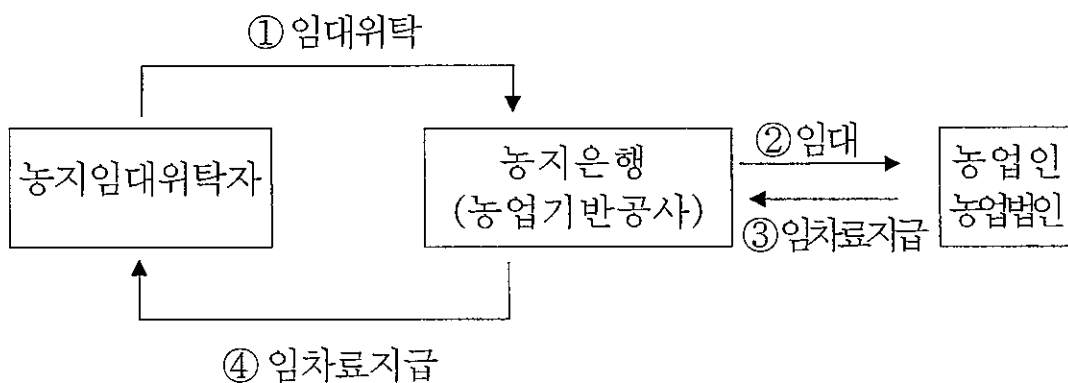 ① 임대위탁
농지임대위탁자
농지은행
(농업기반공사)
② 임대
③ 임차료지급
농업인
농업법인
④ 임차료지급